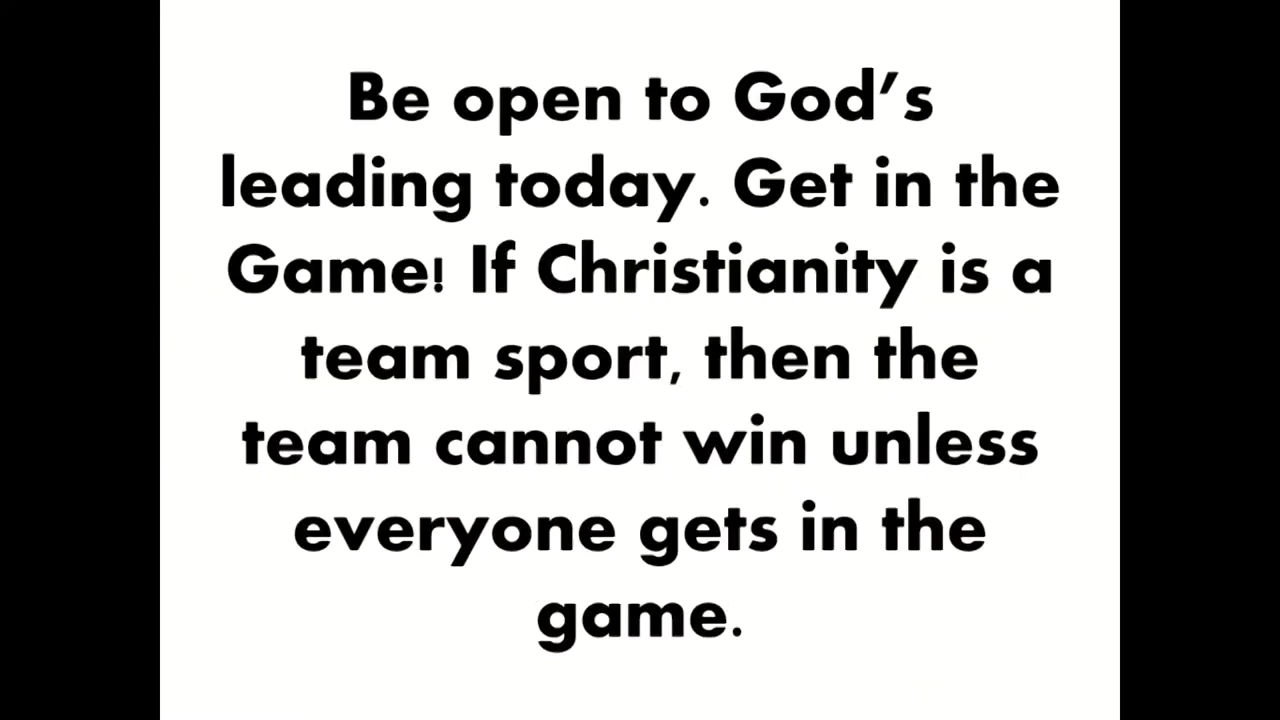 Be open to God’s
leading today. Get in the
Game! If Christianity is a
team sport, then the
team cannot win unless
everyone gets in the
game.